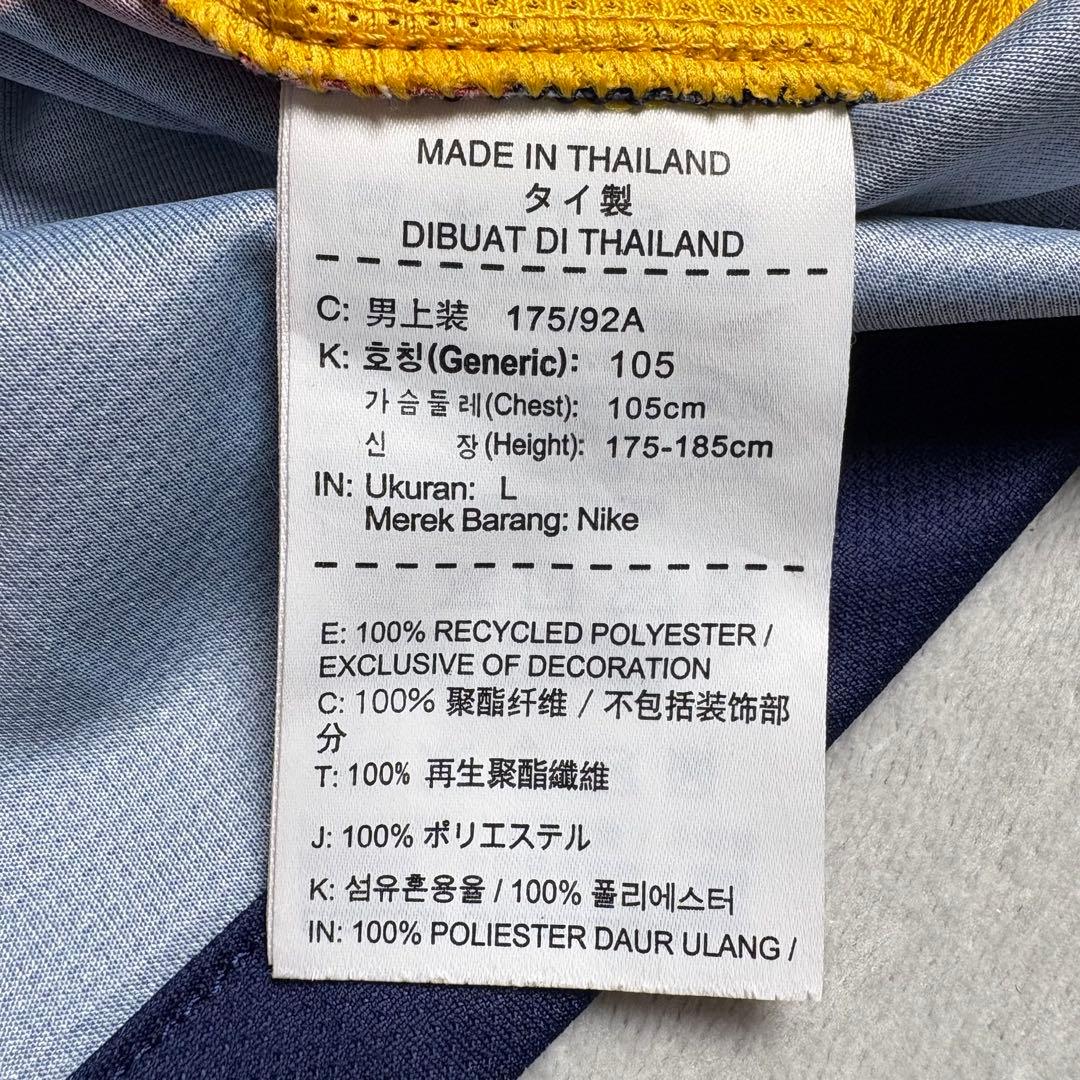 MADE IN THAILAND
タイ製
DIBUAT DI THAILAND
C: 男上装 175/92A
K: 호칭(Generic): 105
가슴둘레(Chest): 105cm
신 장(Height): 175-185cm
IN: Ukuran: L
Merek Barang: Nike
E: 100% RECYCLED POLYESTER /
EXCLUSIVE OF DECORATION
C: 100% 聚酯纤维 / 不包括装饰部
分
T: 100% 再生聚酯纖維
J: 100% ポリエステル
K: 섬유혼용율 / 100% 폴리에스터
IN: 100% POLIESTER DAUR ULANG /